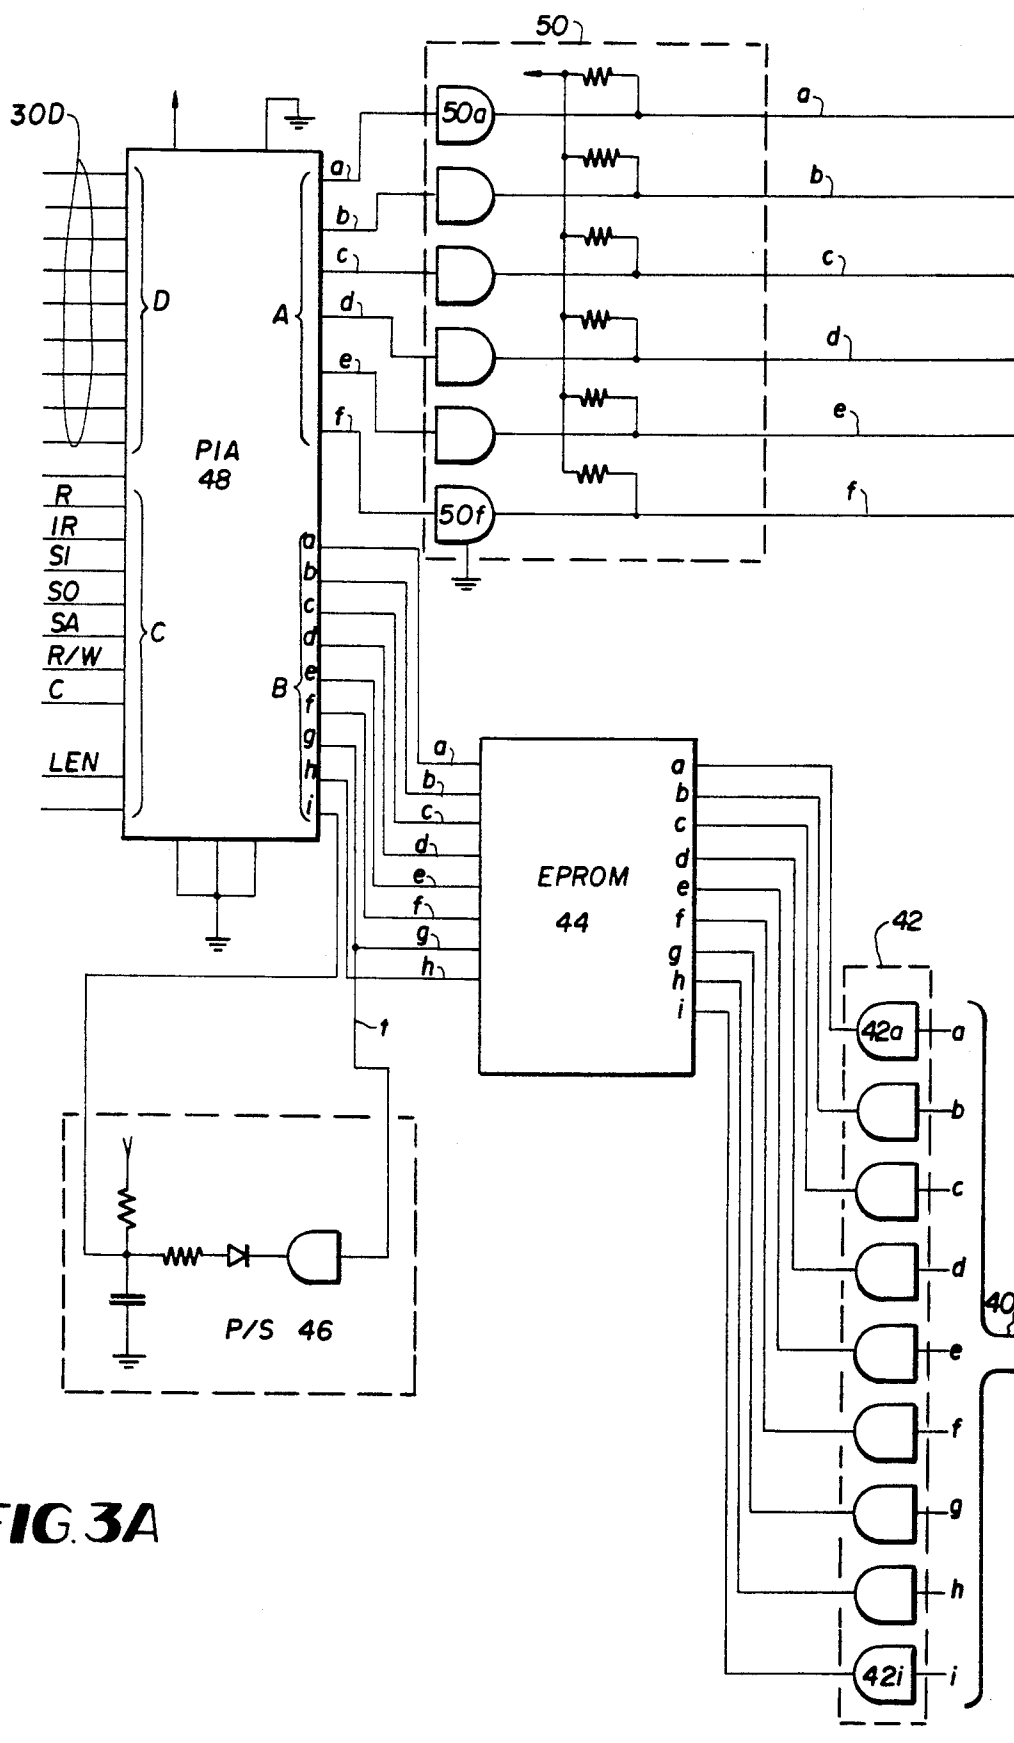 50
30D
50a
a
a
b
b
c
c
D
A
d
d
e
e
f
f
PIA
48
50f
R
IR
SI
SO
SA
R/W
C
LEN
C
B
a
b
c
d
e
f
g
h
i
a
b
c
d
e
f
g
h
EPROM
44
a
b
c
d
e
f
g
h
i
t
42
42a
a
b
c
d
e
f
g
h
42i
i
40
P/S 46
FIG. 3A